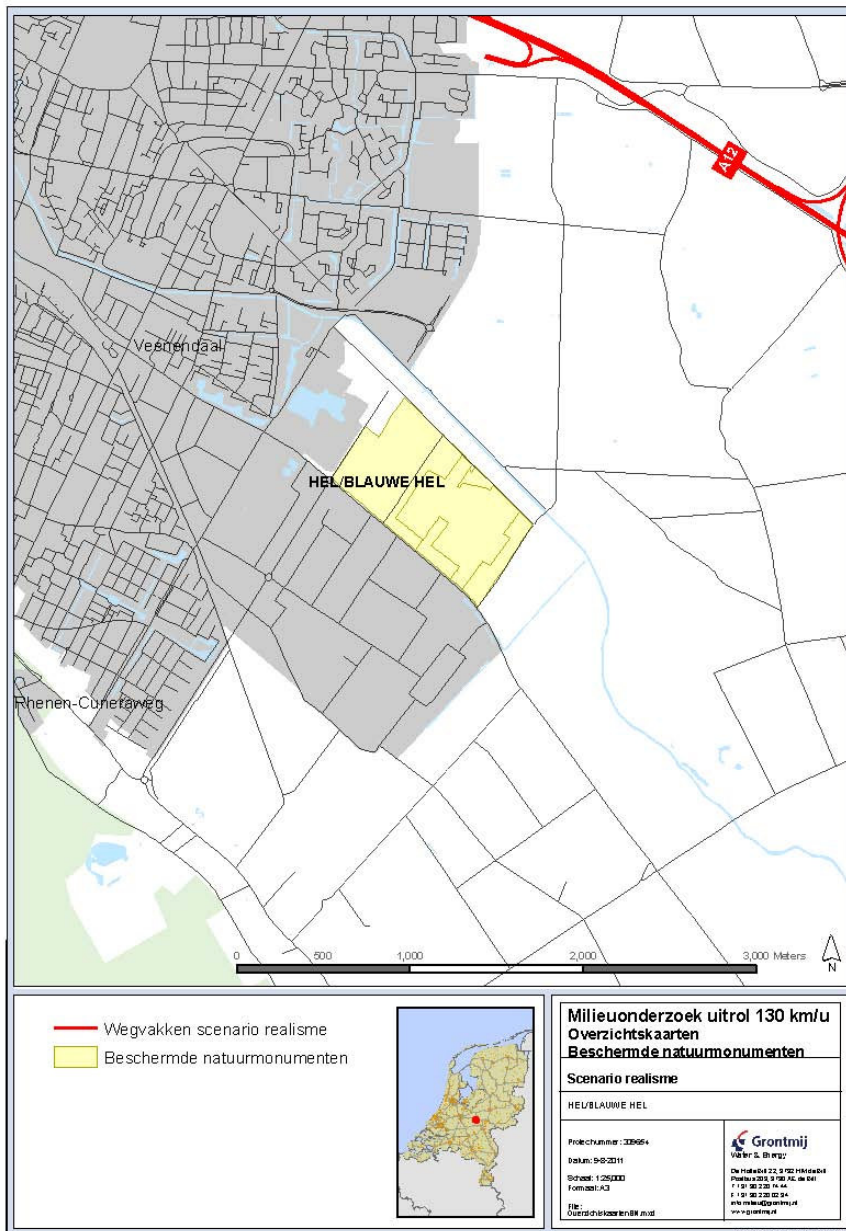 A12
Veenendaal
HEL/BLAUWE HEL
Rhenen-Cuneraweg
0 500 1,000 2,000 3,000 Meters
N
Wegvakken scenario realisme
Beschermde natuurmonumenten
Milieuonderzoek uitrol 130 km/u
Overzichtskaarten
Beschermde natuurmonumenten
Scenario realisme
HEL/BLAUWE HEL
Datum: 9-8-2011
Schaal: 1:25,000
Formaat: A3
File:
Grontmij
Water & Energy